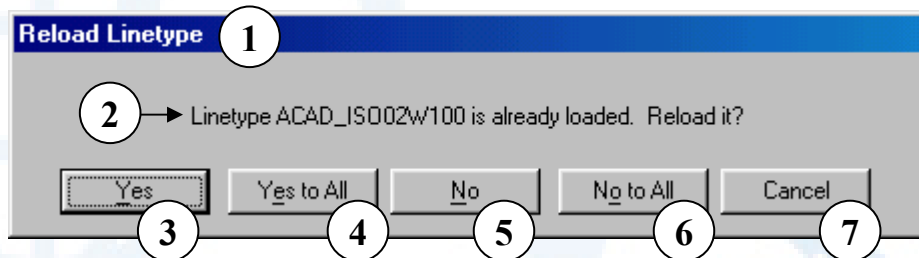 Reload Linetype 1
2 Linetype ACAD_ISO02W100 is already loaded. Reload it?
Yes Yes to All No No to All Cancel
3 4 5 6 7